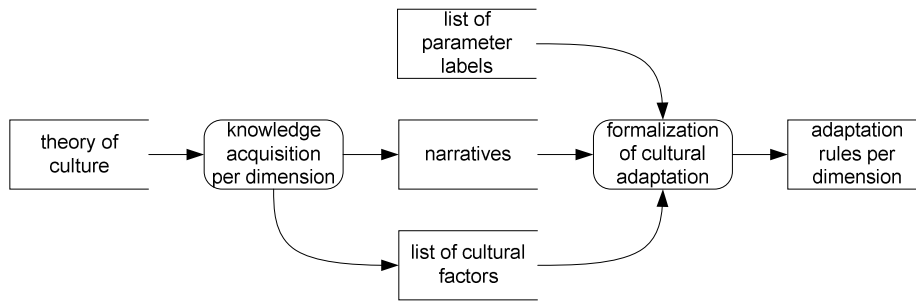 list of
parameter
labels
theory of
culture
knowledge
acquisition
per dimension
narratives
formalization
of cultural
adaptation
adaptation
rules per
dimension
list of cultural
factors